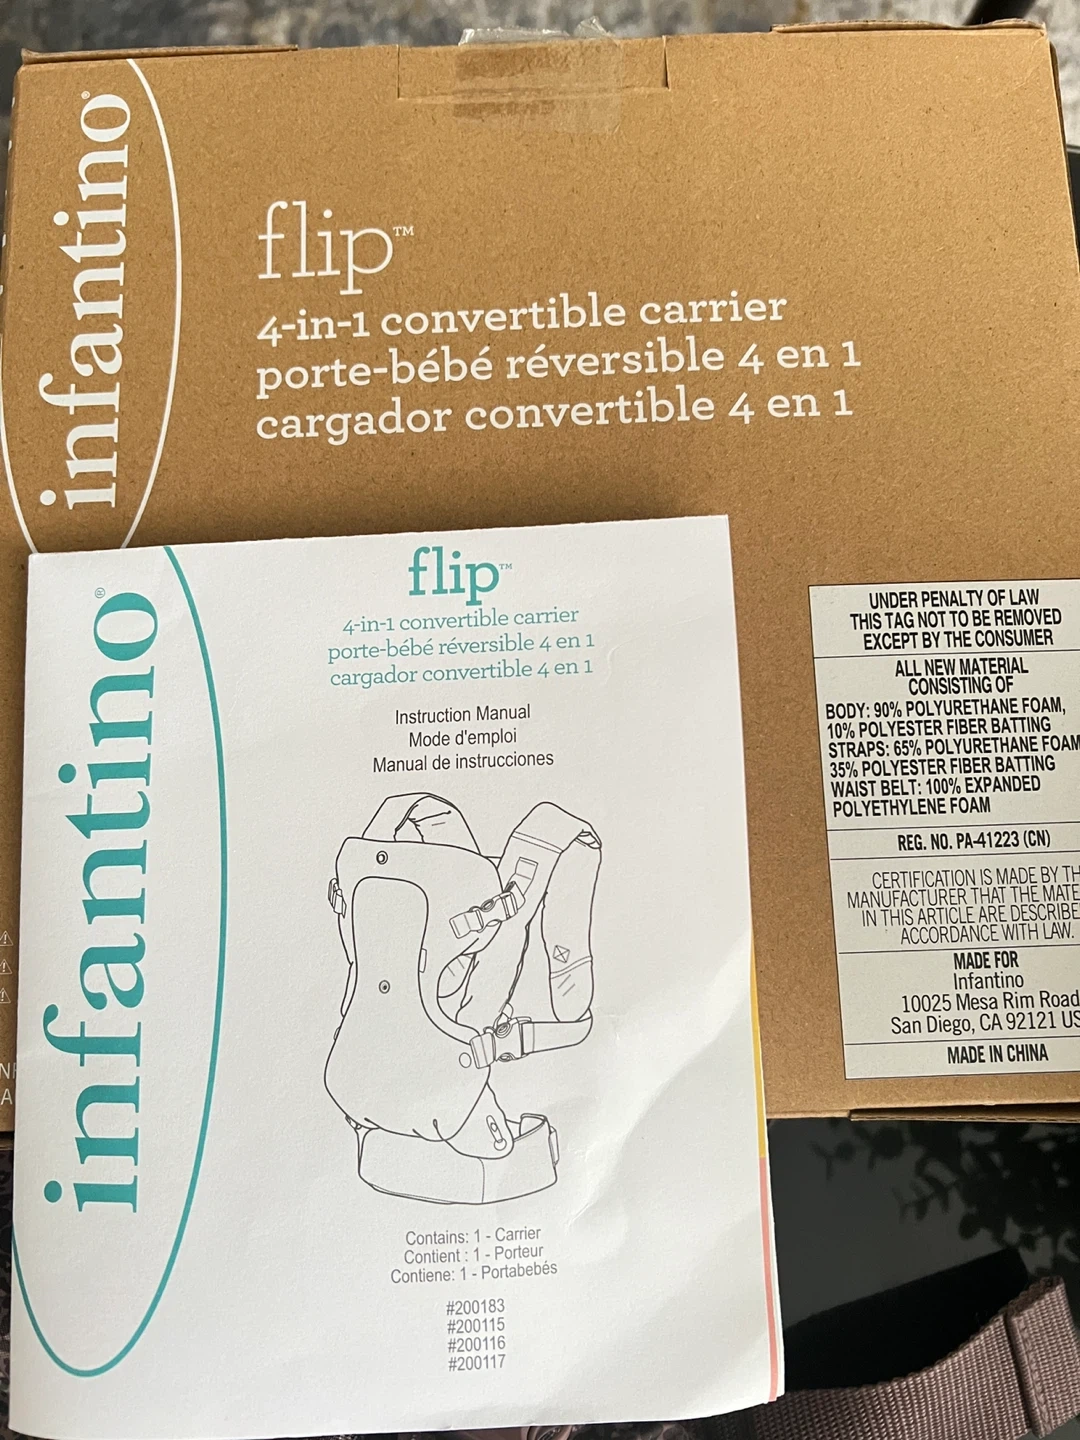 infantino®
flip™
4-in-1 convertible carrier
porte-bébé réversible 4 en 1
cargador convertible 4 en 1
infantino®
flip™
4-in-1 convertible carrier
porte-bébé réversible 4 en 1
cargador convertible 4 en 1
Instruction Manual
Mode d'emploi
Manual de instrucciones
Contains: 1 - Carrier
Contient : 1 - Porteur
Contiene: 1 - Portabebés
#200183
#200115
#200116
#200117
UNDER PENALTY OF LAW
THIS TAG NOT TO BE REMOVED
EXCEPT BY THE CONSUMER
ALL NEW MATERIAL
CONSISTING OF
BODY: 90% POLYURETHANE FOAM,
10% POLYESTER FIBER BATTING
STRAPS: 65% POLYURETHANE FOAM
35% POLYESTER FIBER BATTING
WAIST BELT: 100% EXPANDED
POLYETHYLENE FOAM
REG. NO. PA-41223 (CN)
CERTIFICATION IS MADE BY TH
MANUFACTURER THAT THE MATE
IN THIS ARTICLE ARE DESCRIBE
ACCORDANCE WITH LAW.
MADE FOR
Infantino
10025 Mesa Rim Road
San Diego, CA 92121 US
MADE IN CHINA